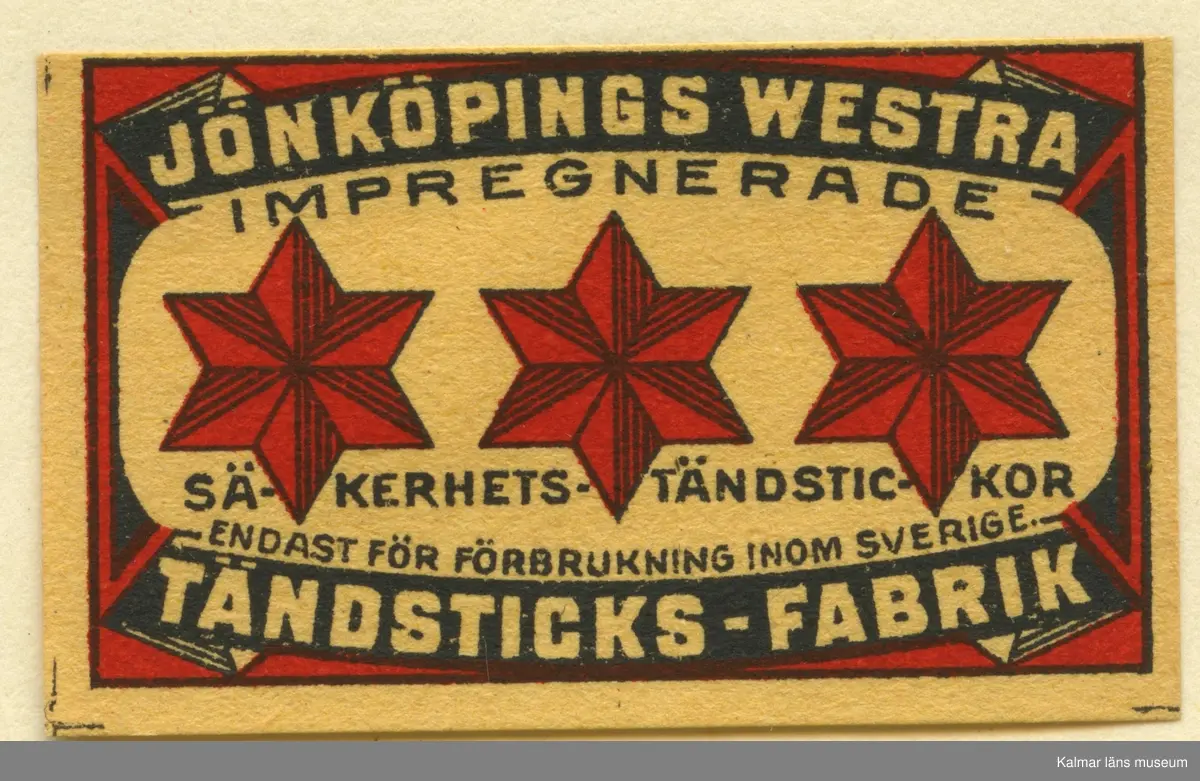 JÖNKÖPINGS WESTRA
IMPREGNERADE
SÄ-KERHETS-TÄNDSTIC-KOR
ENDAST FÖR FÖRBRUKNING INOM SVERIGE.
TÄNDSTICKS-FABRIK
Kalmar läns museum